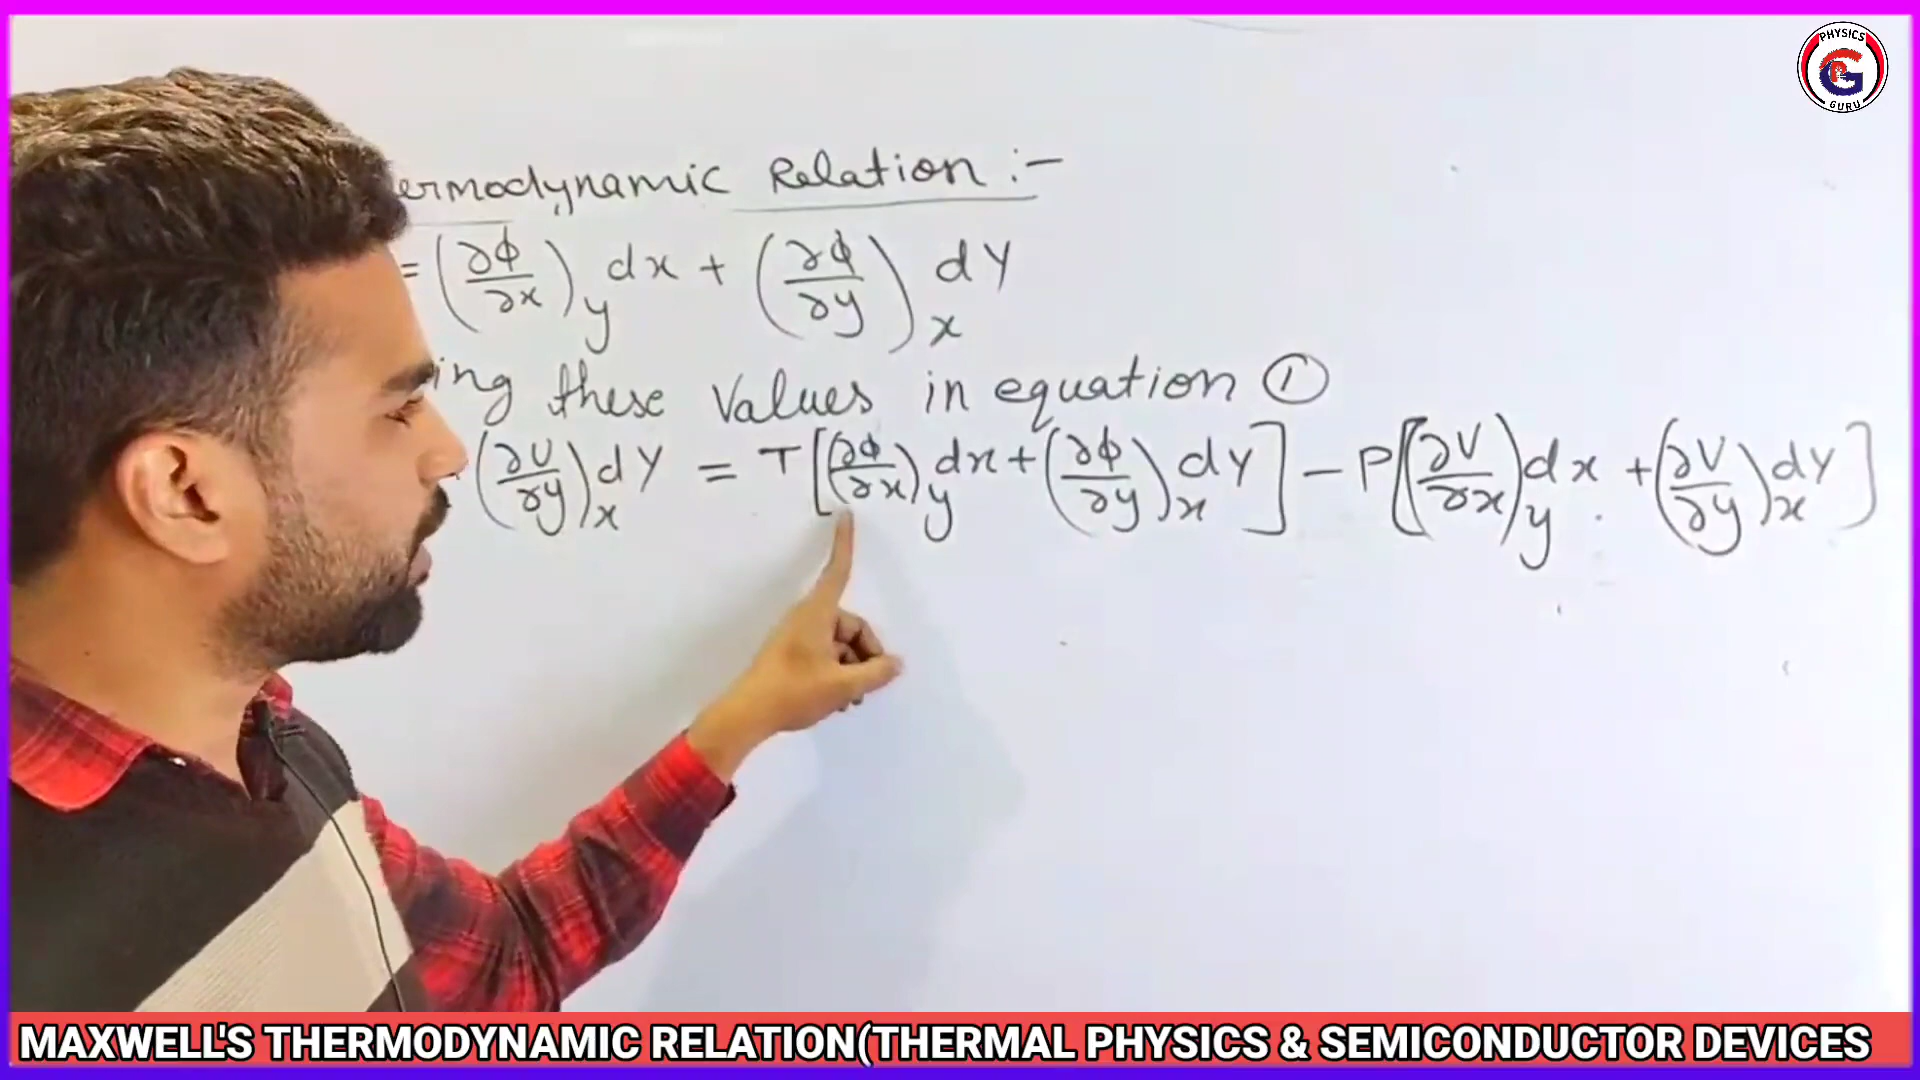 PHYSICS
PG
GURU
ermodynamic Relation :-
= (∂ϕ/∂x)y dx + (∂ϕ/∂y)x dy
ing these values in equation ①
(∂U/∂y)x dy = T[(∂ϕ/∂x)y dx + (∂ϕ/∂y)x dy] - P[(∂V/∂x)y dx + (∂V/∂y)x dy]
MAXWELL'S THERMODYNAMIC RELATION(THERMAL PHYSICS & SEMICONDUCTOR DEVICES